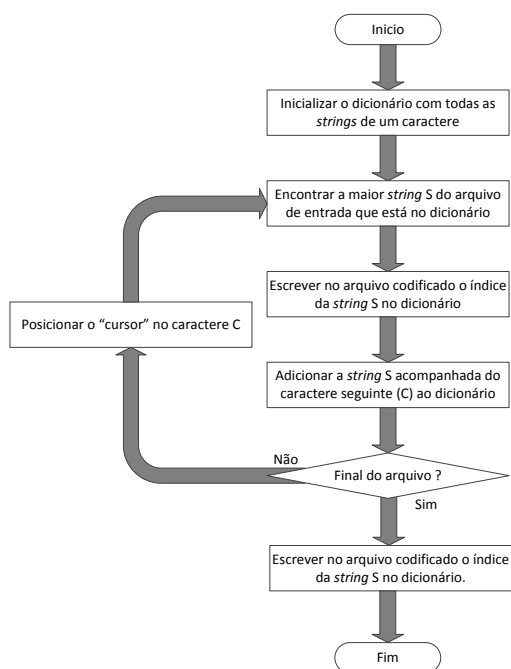 Inicio
Inicializar o dicionário com todas as
strings de um caractere
Encontrar a maior string S do arquivo
de entrada que está no dicionário
Escrever no arquivo codificado o índice
da string S no dicionário
Posicionar o “cursor” no caractere C
Adicionar a string S acompanhada do
caractere seguinte (C) ao dicionário
Não
Final do arquivo ?
Sim
Escrever no arquivo codificado o índice
da string S no dicionário.
Fim